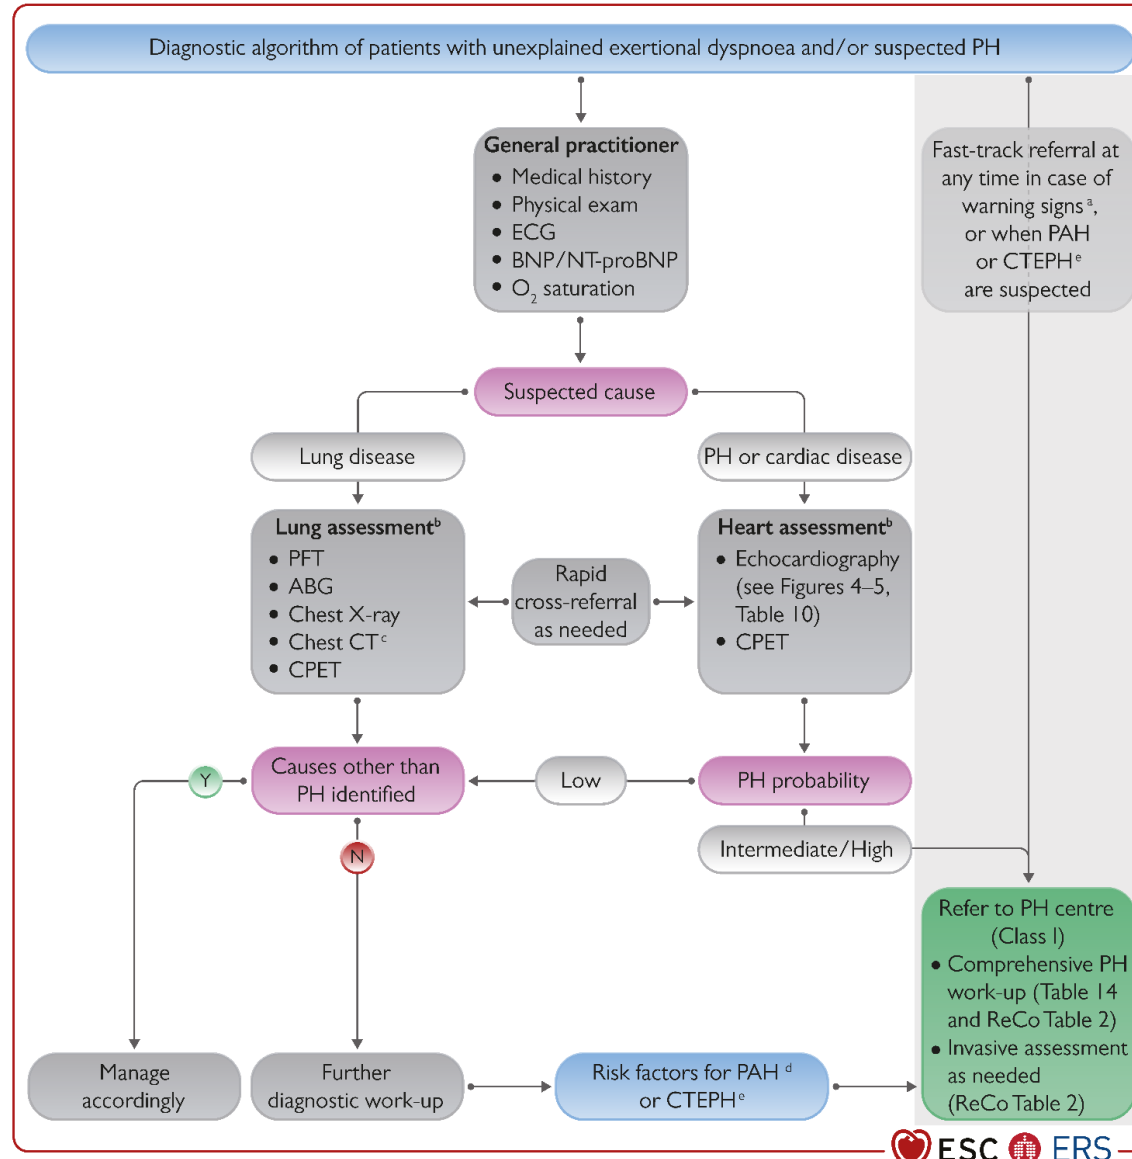 Diagnostic algorithm of patients with unexplained exertional dyspnoea and/or suspected PH
General practitioner
• Medical history
• Physical exam
• ECG
• BNP/NT-proBNP
• O₂ saturation
Fast-track referral at
any time in case of
warning signs ᵃ,
or when PAH
or CTEPH ᵉ
are suspected
Suspected cause
Lung disease
PH or cardiac disease
Lung assessmentᵇ
• PFT
• ABG
• Chest X-ray
• Chest CT ᶜ
• CPET
Rapid
cross-referral
as needed
Heart assessmentᵇ
• Echocardiography
(see Figures 4–5,
Table 10)
• CPET
Y
Causes other than
PH identified
Low
PH probability
N
Intermediate/High
Refer to PH centre
(Class I)
• Comprehensive PH
work-up (Table 14
and ReCo Table 2)
• Invasive assessment
as needed
(ReCo Table 2)
Manage
accordingly
Further
diagnostic work-up
Risk factors for PAH ᵈ
or CTEPH ᵉ
ESC ERS